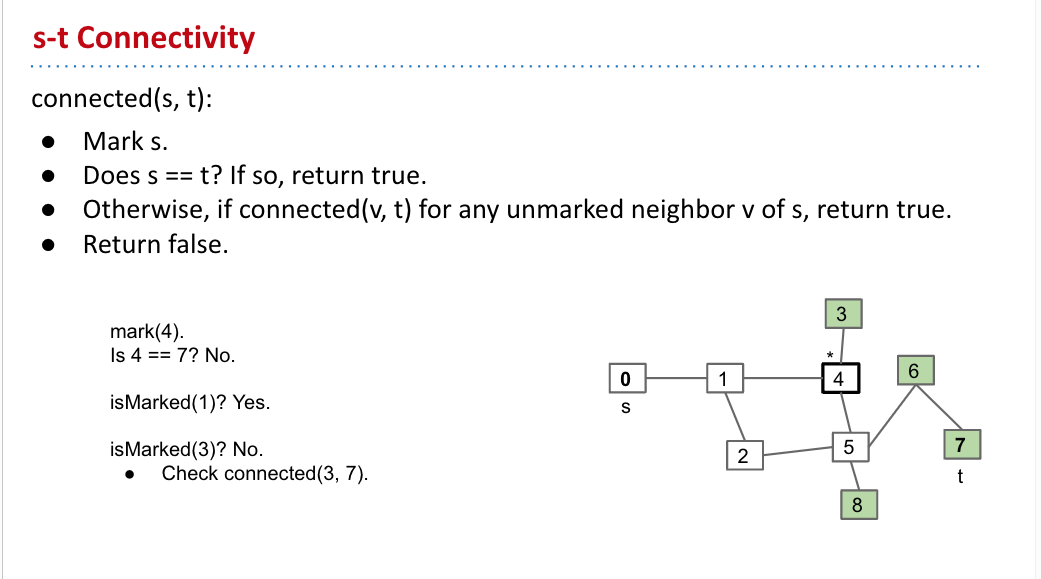 s-t Connectivity
connected(s, t):
● Mark s.
● Does s == t? If so, return true.
● Otherwise, if connected(v, t) for any unmarked neighbor v of s, return true.
● Return false.
mark(4).
Is 4 == 7? No.
isMarked(1)? Yes.
isMarked(3)? No.
● Check connected(3, 7).
3
*
0
1
4
6
s
2
5
7
t
8